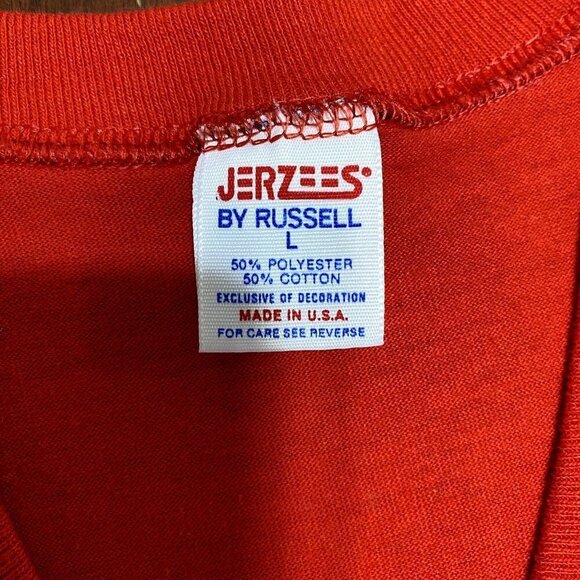 JERZEES®
BY RUSSELL
L
50% POLYESTER
50% COTTON
EXCLUSIVE OF DECORATION
MADE IN U.S.A.
FOR CARE SEE REVERSE